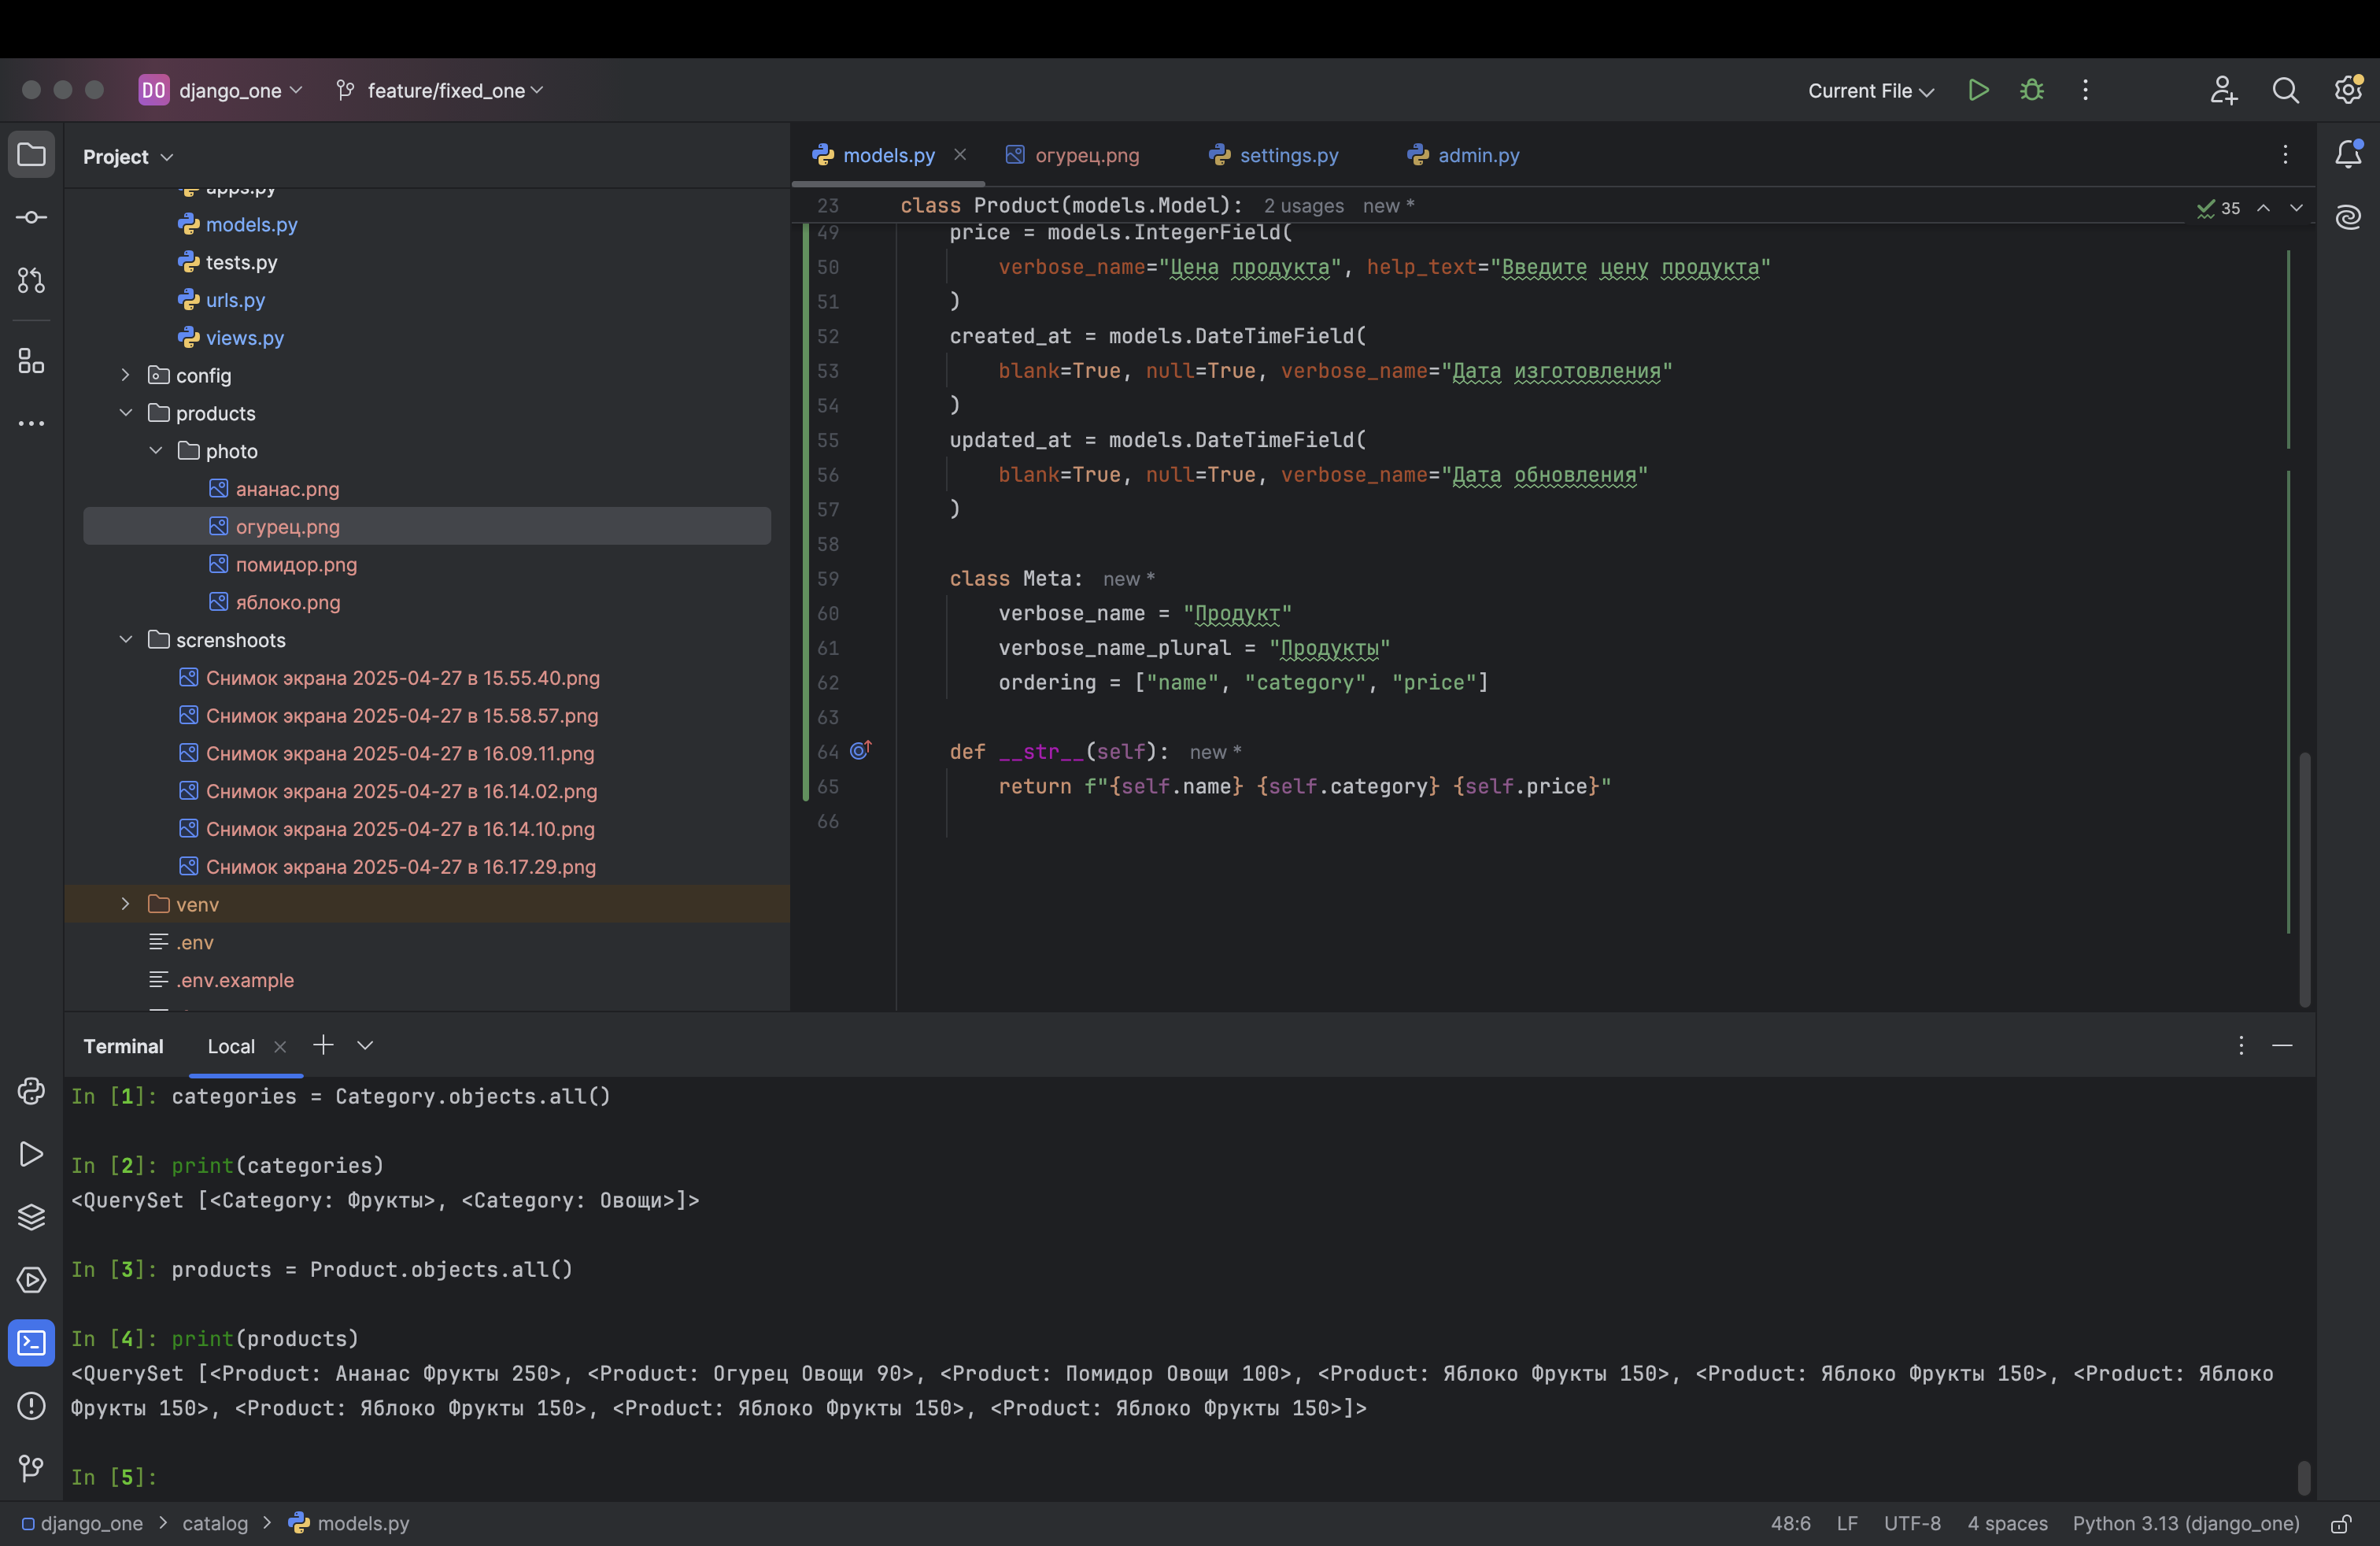 DO django_one feature/fixed_one Current File
Project
models.py огурец.png settings.py admin.py
apps.py
models.py
tests.py
urls.py
views.py
config
products
photo
ананас.png
огурец.png
помидор.png
яблоко.png
screnshoots
Снимок экрана 2025-04-27 в 15.55.40.png
Снимок экрана 2025-04-27 в 15.58.57.png
Снимок экрана 2025-04-27 в 16.09.11.png
Снимок экрана 2025-04-27 в 16.14.02.png
Снимок экрана 2025-04-27 в 16.14.10.png
Снимок экрана 2025-04-27 в 16.17.29.png
venv
.env
.env.example
23 class Product(models.Model): 2 usages new * 35
49 price = models.IntegerField(
50 verbose_name="Цена продукта", help_text="Введите цену продукта"
51 )
52 created_at = models.DateTimeField(
53 blank=True, null=True, verbose_name="Дата изготовления"
54 )
55 updated_at = models.DateTimeField(
56 blank=True, null=True, verbose_name="Дата обновления"
57 )
58
59 class Meta: new *
60 verbose_name = "Продукт"
61 verbose_name_plural = "Продукты"
62 ordering = ["name", "category", "price"]
63
64 def __str__(self): new *
65 return f"{self.name} {self.category} {self.price}"
66
Terminal Local
In [1]: categories = Category.objects.all()
In [2]: print(categories)
<QuerySet [<Category: Фрукты>, <Category: Овощи>]>
In [3]: products = Product.objects.all()
In [4]: print(products)
<QuerySet [<Product: Ананас Фрукты 250>, <Product: Огурец Овощи 90>, <Product: Помидор Овощи 100>, <Product: Яблоко Фрукты 150>, <Product: Яблоко Фрукты 150>, <Product: Яблоко
Фрукты 150>, <Product: Яблоко Фрукты 150>, <Product: Яблоко Фрукты 150>, <Product: Яблоко Фрукты 150>]>
In [5]:
django_one > catalog > models.py 48:6 LF UTF-8 4 spaces Python 3.13 (django_one)